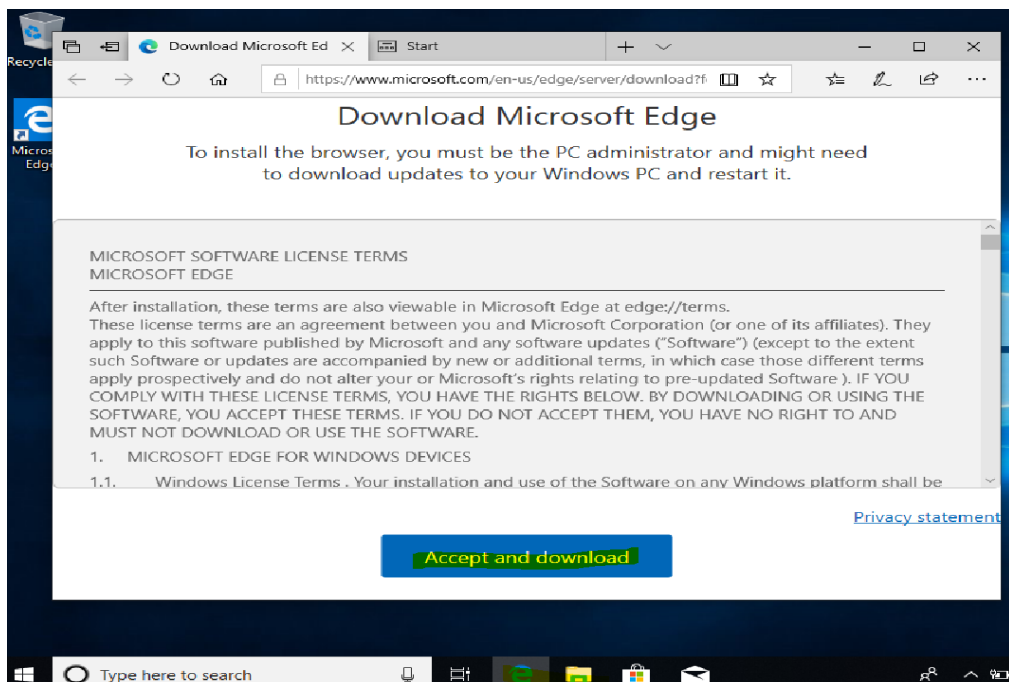 Recycle
Download Microsoft Ed
Start
https://www.microsoft.com/en-us/edge/server/download?f
Micros
Edge
Download Microsoft Edge
To install the browser, you must be the PC administrator and might need
to download updates to your Windows PC and restart it.
MICROSOFT SOFTWARE LICENSE TERMS
MICROSOFT EDGE
After installation, these terms are also viewable in Microsoft Edge at edge://terms.
These license terms are an agreement between you and Microsoft Corporation (or one of its affiliates). They
apply to this software published by Microsoft and any software updates (“Software”) (except to the extent
such Software or updates are accompanied by new or additional terms, in which case those different terms
apply prospectively and do not alter your or Microsoft’s rights relating to pre-updated Software ). IF YOU
COMPLY WITH THESE LICENSE TERMS, YOU HAVE THE RIGHTS BELOW. BY DOWNLOADING OR USING THE
SOFTWARE, YOU ACCEPT THESE TERMS. IF YOU DO NOT ACCEPT THEM, YOU HAVE NO RIGHT TO AND
MUST NOT DOWNLOAD OR USE THE SOFTWARE.
1. MICROSOFT EDGE FOR WINDOWS DEVICES
1.1. Windows License Terms . Your installation and use of the Software on any Windows platform shall be
Privacy statement
Accept and download
Type here to search